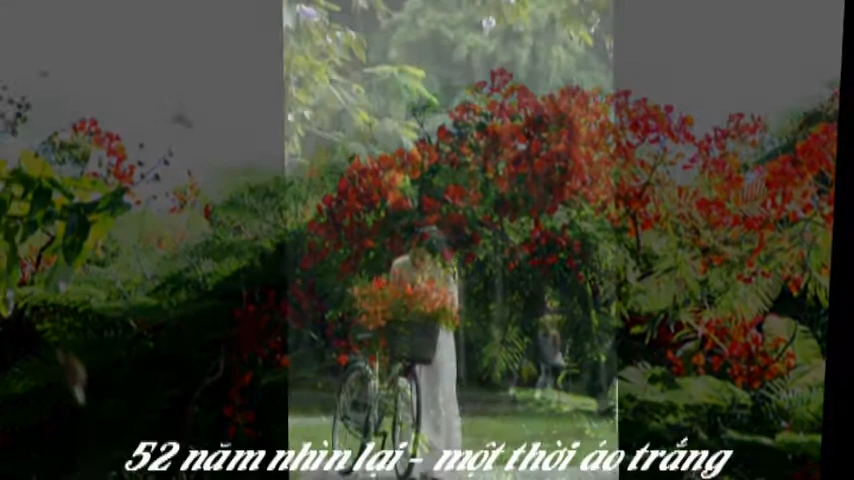 52 năm nhìn lại - một thời áo trắng